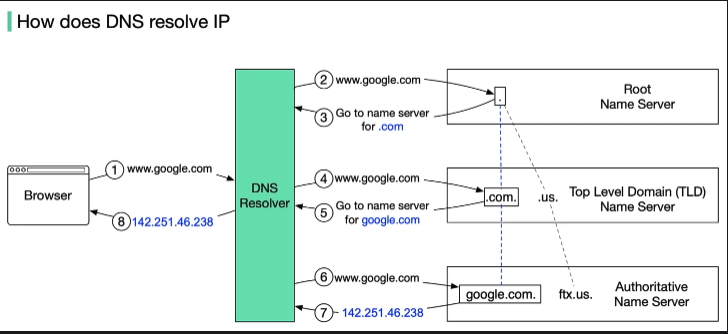 How does DNS resolve IP
2 www.google.com
Root
Name Server
.
3 Go to name server
for .com
1 www.google.com
Browser
DNS
Resolver
4 www.google.com
.com.
.us.
Top Level Domain (TLD)
Name Server
5 Go to name server
for google.com
8 142.251.46.238
6 www.google.com
google.com.
ftx.us.
Authoritative
Name Server
7 142.251.46.238